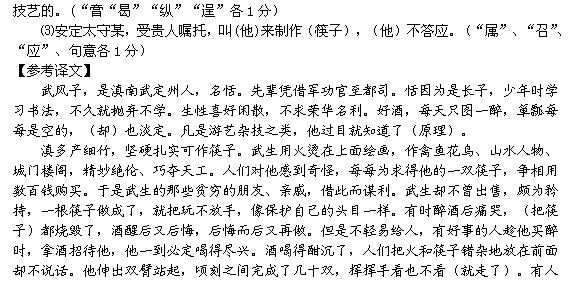 技艺的。（“啬“曷”“纵”“逞”各1分）
⑶安定太守某，受贵人嘱托，叫(他)来制作（筷子），(他）不答应。（“属”、“召”、
“应”、句意各1分）
【参考译文】
武风子，是滇南武定州人，名恬。先辈凭借军功官至都司。恬因为是长子，少年时学
习书法，不久就抛弃不学。生性喜好闲散，不求荣华名利。好酒，每天只图一醉，箪瓢每
每是空的，（却）也淡定。凡是游艺杂技之类，他过目就知道了（原理）。
滇多产细竹，坚硬扎实可作筷子。武生用火烫在上面绘画，作禽鱼花鸟、山水人物、
城门楼阁，精妙绝伦、巧夺天工。人们对他感到奇怪，每每为求得他的一双筷子，争相用
数百钱购买。于是武生的那些贫穷的朋友、亲戚，借此而谋利。武生却不曾出售，颇为矜
持，一根筷子做成了，就把玩不放手，像保护自己的头目一样。有时醉酒后痛哭，（把筷
子）都烧毁了，酒醒后又后悔，后悔而后又再做。但是不轻易给人，有好事的人趁他买醉
时，拿酒招待他，他一到必定喝得尽兴。酒喝得酣沉了，人们把火和筷子错杂地放在前面
却不说话。他伸出双臂站起，顷刻之间完成了几十双，挥挥手看也不看（就走了）。有人